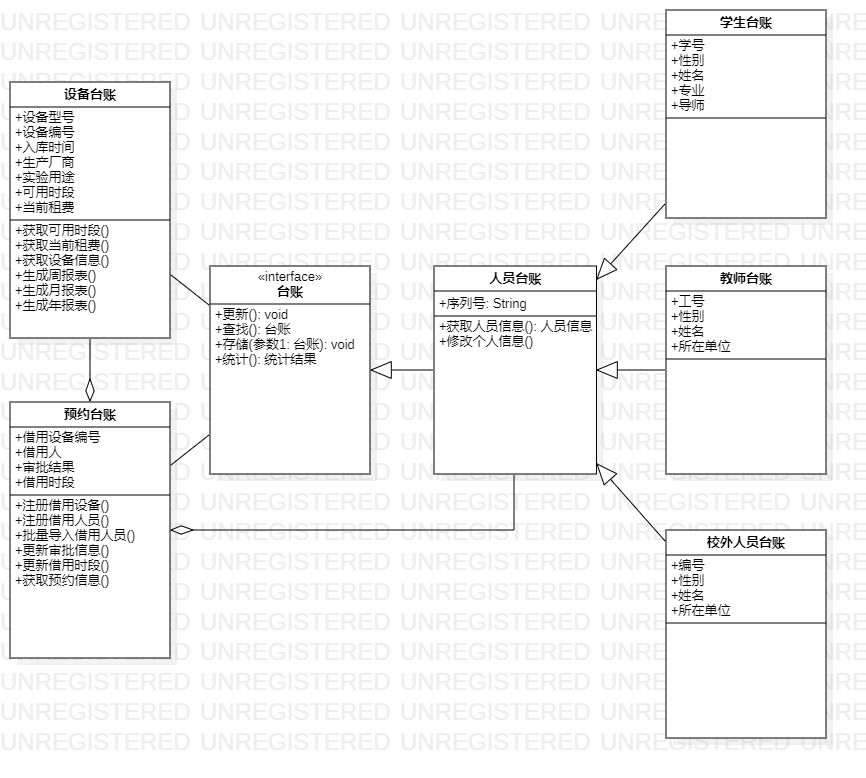 设备台账
+设备型号
+设备编号
+入库时间
+生产厂商
+实验用途
+可用时段
+当前租费
+获取可用时段()
+获取当前租费()
+获取设备信息()
+生成周报表()
+生成月报表()
+生成年报表()
预约台账
+借用设备编号
+借用人
+审批结果
+借用时段
+注册借用设备()
+注册借用人员()
+批量导入借用人员()
+更新审批信息()
+更新借用时段()
+获取预约信息()
«interface»
台账
+更新(): void
+查找(): 台账
+存储(参数1: 台账): void
+统计(): 统计结果
人员台账
+序列号: String
+获取人员信息(): 人员信息
+修改个人信息()
学生台账
+学号
+性别
+姓名
+专业
+导师
教师台账
+工号
+性别
+姓名
+所在单位
校外人员台账
+编号
+性别
+姓名
+所在单位
UNREGISTERED